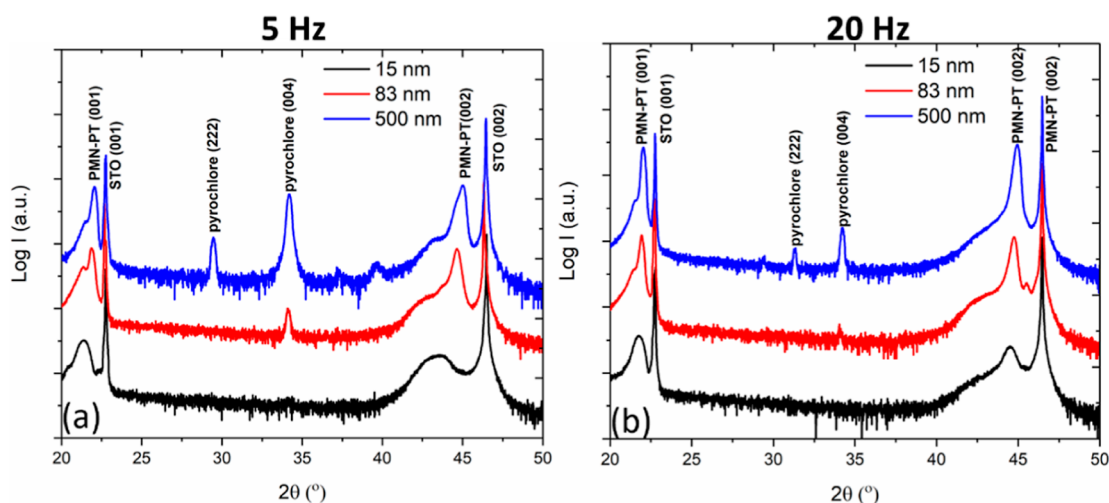 5 Hz
15 nm
83 nm
500 nm
PMN-PT (001)
STO (001)
pyrochlore (222)
pyrochlore (004)
PMN-PT(002)
STO (002)
Log I (a.u.)
(a)
20 25 30 35 40 45 50
2θ (º)
20 Hz
15 nm
83 nm
500 nm
PMN-PT (001)
STO (001)
pyrochlore (222)
pyrochlore (004)
PMN-PT (002)
PMN-PT (002)
Log I (a.u.)
(b)
20 25 30 35 40 45 50
2θ (º)